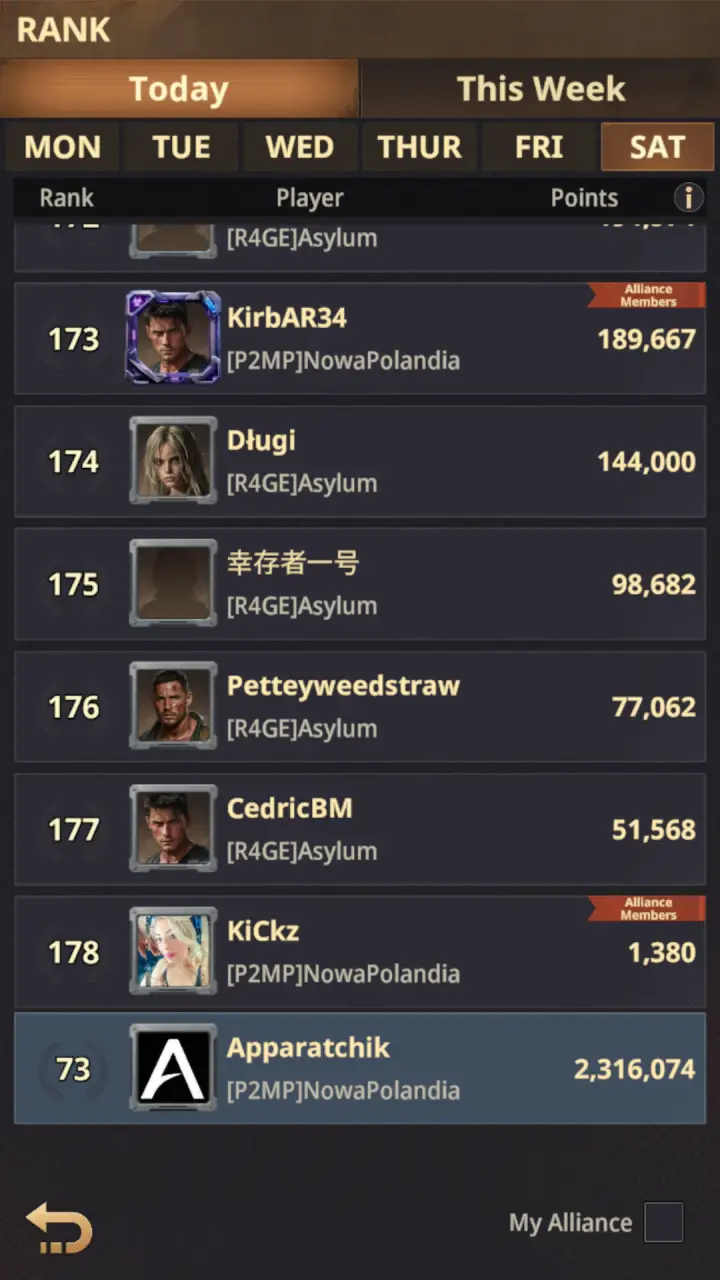 RANK
Today
This Week
MON TUE WED THUR FRI SAT
Rank Player Points i
[R4GE]Asylum
Alliance Members
173 KirbAR34 189,667
[P2MP]NowaPolandia
174 Długi 144,000
[R4GE]Asylum
175 幸存者一号 98,682
[R4GE]Asylum
176 Petteyweedstraw 77,062
[R4GE]Asylum
177 CedricBM 51,568
[R4GE]Asylum
Alliance Members
178 KiCkz 1,380
[P2MP]NowaPolandia
73 Apparatchik 2,316,074
[P2MP]NowaPolandia
My Alliance